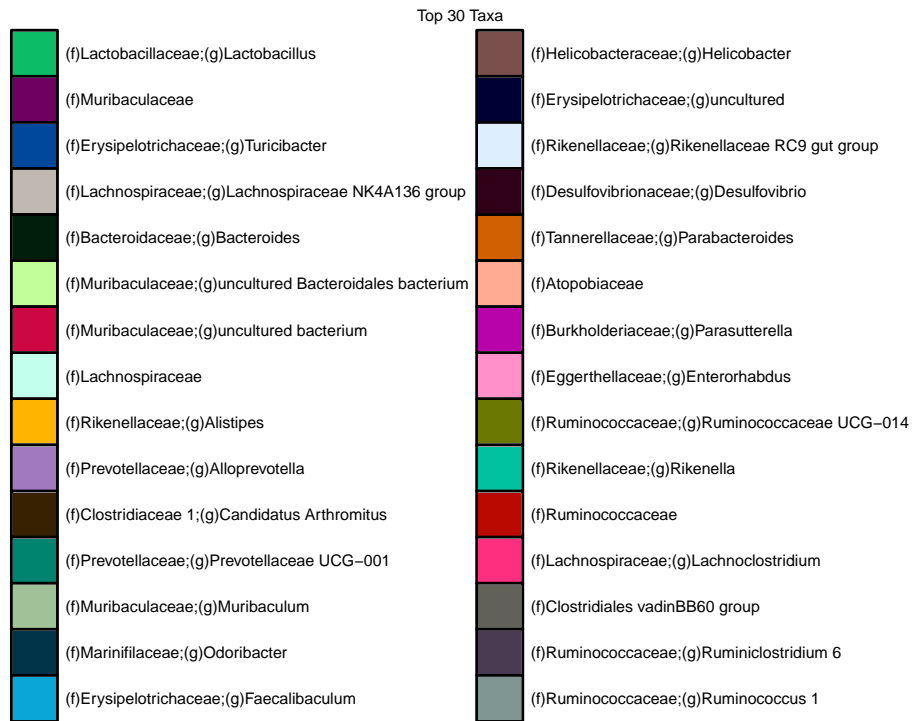 Top 30 Taxa
(f)Lactobacillaceae;(g)Lactobacillus
(f)Muribaculaceae
(f)Erysipelotrichaceae;(g)Turicibacter
(f)Lachnospiraceae;(g)Lachnospiraceae NK4A136 group
(f)Bacteroidaceae;(g)Bacteroides
(f)Muribaculaceae;(g)uncultured Bacteroidales bacterium
(f)Muribaculaceae;(g)uncultured bacterium
(f)Lachnospiraceae
(f)Rikenellaceae;(g)Alistipes
(f)Prevotellaceae;(g)Alloprevotella
(f)Clostridiaceae 1;(g)Candidatus Arthromitus
(f)Prevotellaceae;(g)Prevotellaceae UCG−001
(f)Muribaculaceae;(g)Muribaculum
(f)Marinifilaceae;(g)Odoribacter
(f)Erysipelotrichaceae;(g)Faecalibaculum
(f)Helicobacteraceae;(g)Helicobacter
(f)Erysipelotrichaceae;(g)uncultured
(f)Rikenellaceae;(g)Rikenellaceae RC9 gut group
(f)Desulfovibrionaceae;(g)Desulfovibrio
(f)Tannerellaceae;(g)Parabacteroides
(f)Atopobiaceae
(f)Burkholderiaceae;(g)Parasutterella
(f)Eggerthellaceae;(g)Enterorhabdus
(f)Ruminococcaceae;(g)Ruminococcaceae UCG−014
(f)Rikenellaceae;(g)Rikenella
(f)Ruminococcaceae
(f)Lachnospiraceae;(g)Lachnoclostridium
(f)Clostridiales vadinBB60 group
(f)Ruminococcaceae;(g)Ruminiclostridium 6
(f)Ruminococcaceae;(g)Ruminococcus 1